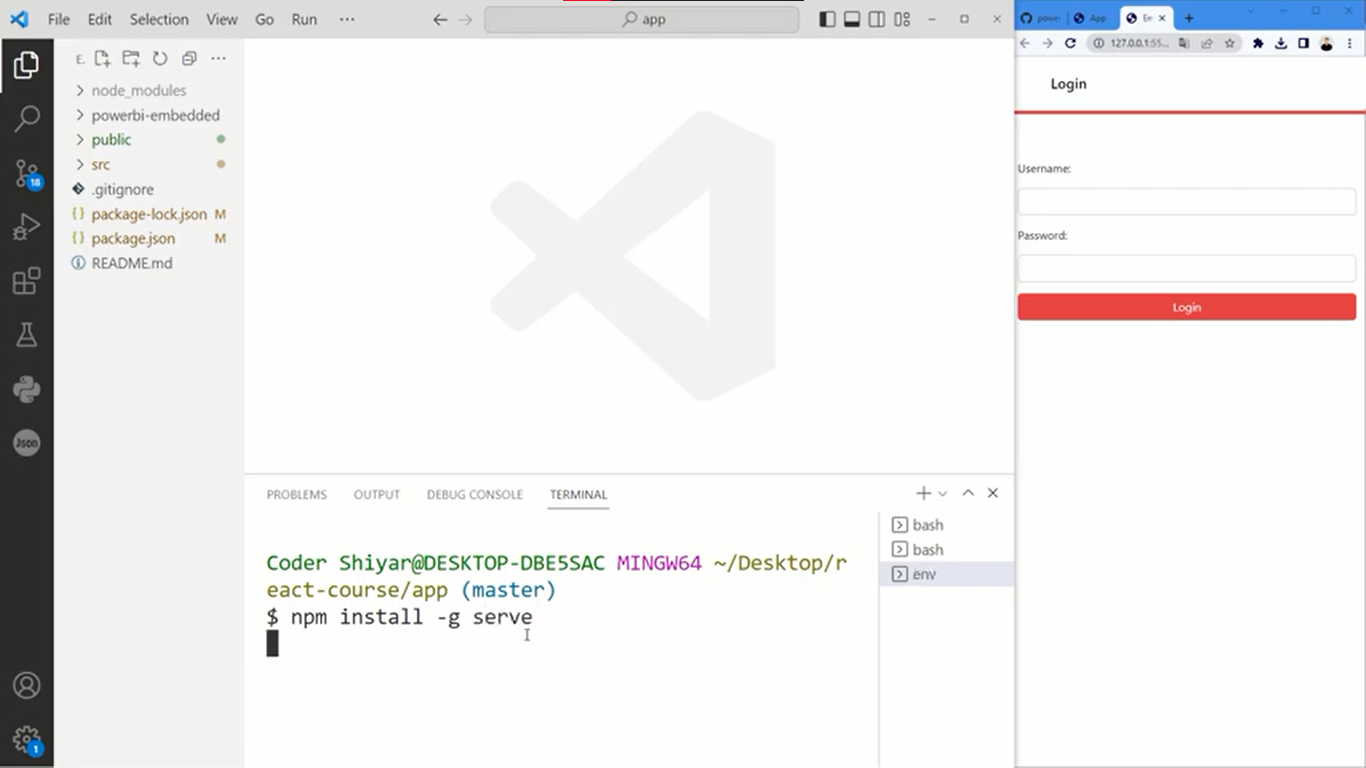 File Edit Selection View Go Run ··· app
E.
node_modules
powerbi-embedded
public
src
.gitignore
package-lock.json M
package.json M
README.md
18
Json
1
PROBLEMS OUTPUT DEBUG CONSOLE TERMINAL
Coder Shiyar@DESKTOP-DBE5SAC MINGW64 ~/Desktop/r
eact-course/app (master)
$ npm install -g serve
bash
bash
env
powe App En
127.0.0.1:55...
Login
Username:
Password:
Login